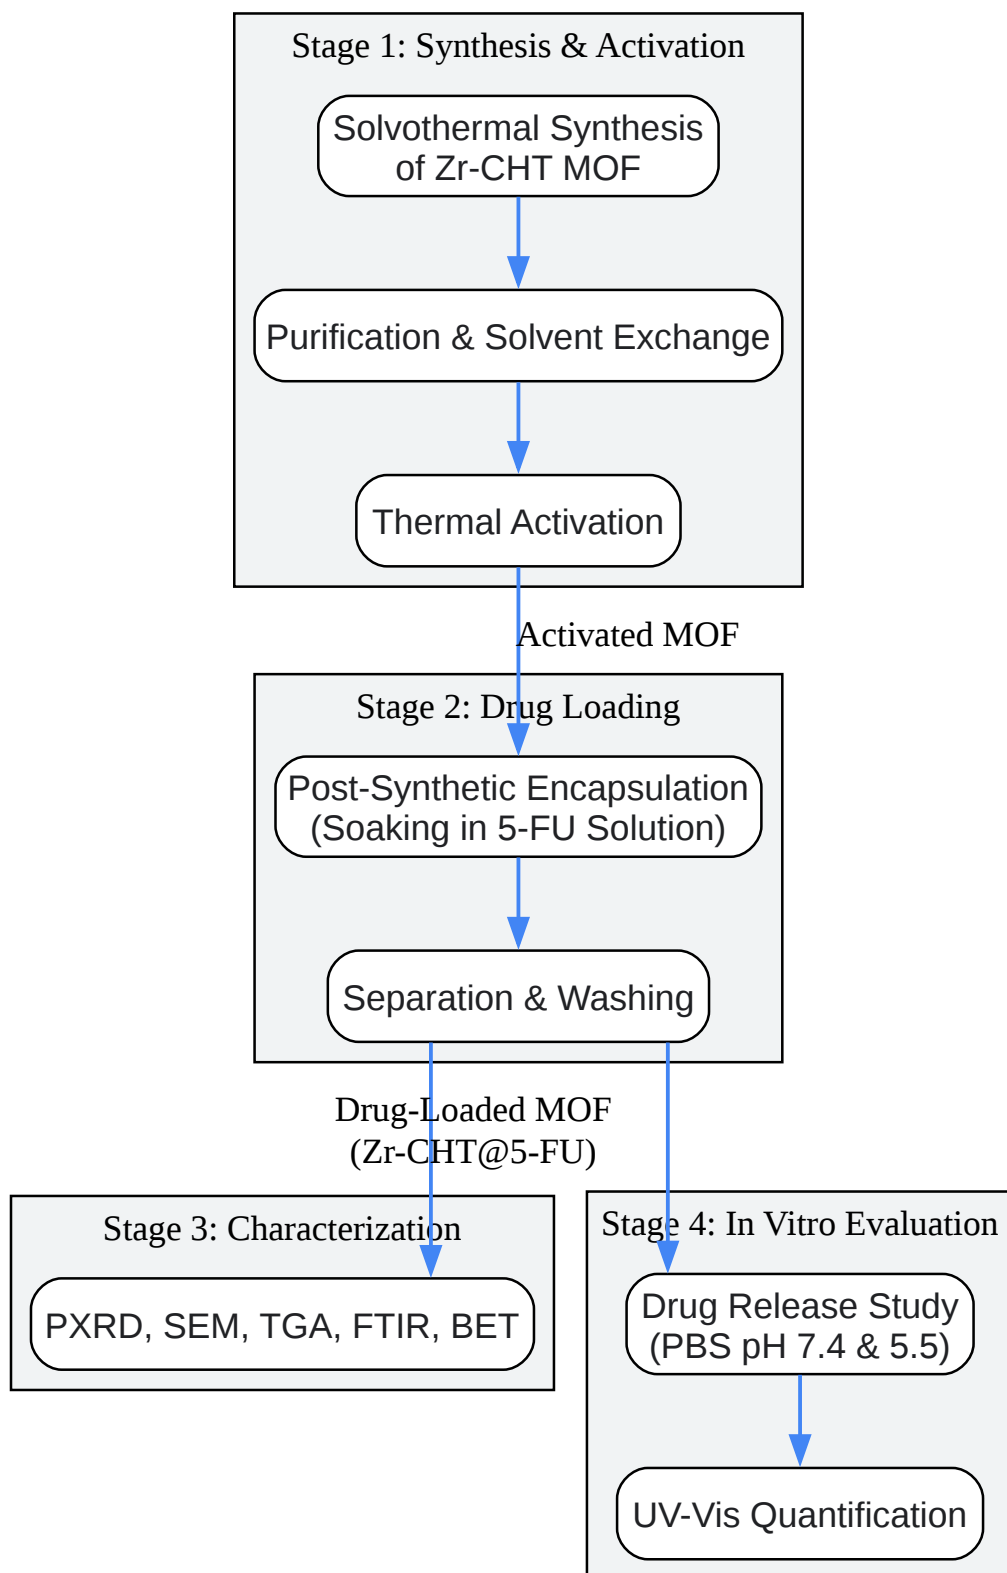 Stage 1: Synthesis & Activation
Solvothermal Synthesis
of Zr-CHT MOF
Purification & Solvent Exchange
Thermal Activation
Activated MOF
Stage 2: Drug Loading
Post-Synthetic Encapsulation
(Soaking in 5-FU Solution)
Separation & Washing
Drug-Loaded MOF
(Zr-CHT@5-FU)
Stage 3: Characterization
PXRD, SEM, TGA, FTIR, BET
Stage 4: In Vitro Evaluation
Drug Release Study
(PBS pH 7.4 & 5.5)
UV-Vis Quantification